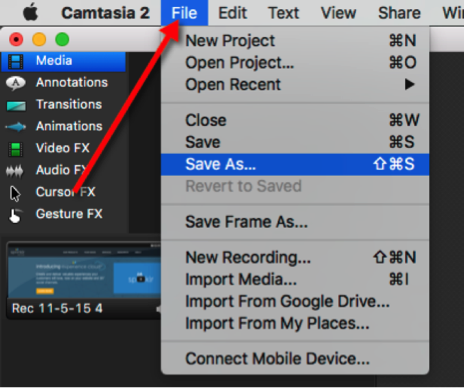 Camtasia 2 File Edit Text View Share Win
Media
Annotations
Transitions
Animations
Video FX
Audio FX
Cursor FX
Gesture FX
Rec 11-5-15 4
New Project ⌘N
Open Project... ⌘O
Open Recent ▶
Close ⌘W
Save ⌘S
Save As... ⇧⌘S
Revert to Saved
Save Frame As...
New Recording... ⇧⌘N
Import Media... ⌘I
Import From Google Drive...
Import From My Places...
Connect Mobile Device...